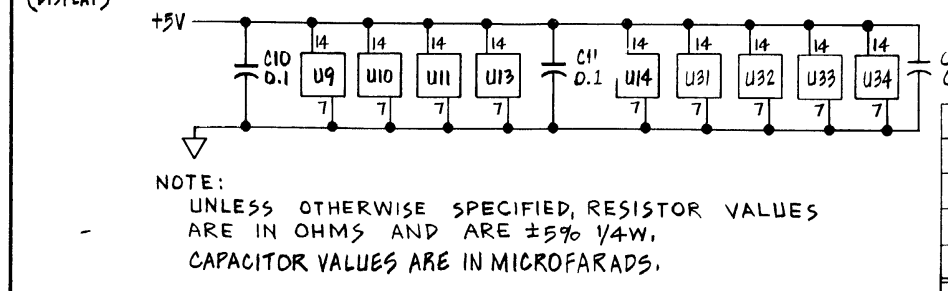 (DISPLAY)
+5V
14 14 14 14 14 14 14 14 14
C10 C11
0.1 U9 U10 U11 U13 0.1 U14 U31 U32 U33 U34
7 7 7 7 7 7 7 7 7
NOTE:
UNLESS OTHERWISE SPECIFIED, RESISTOR VALUES
ARE IN OHMS AND ARE ±5% 1/4W.
CAPACITOR VALUES ARE IN MICROFARADS.